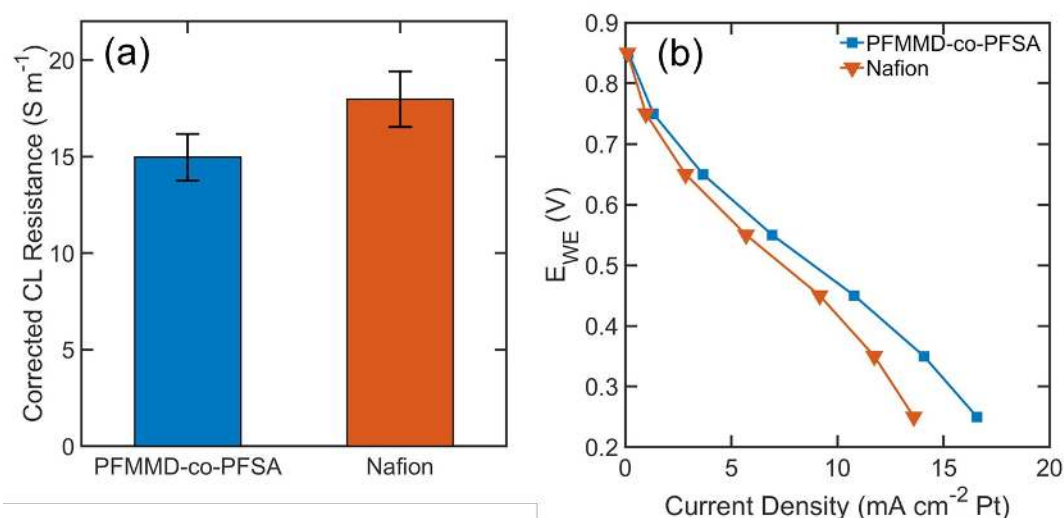 (a)
Corrected CL Resistance (S m⁻¹)
20
15
10
5
0
PFMMD-co-PFSA
Nafion
(b)
PFMMD-co-PFSA
Nafion
E_WE (V)
0.9
0.8
0.7
0.6
0.5
0.4
0.3
0.2
0 5 10 15 20
Current Density (mA cm⁻² Pt)